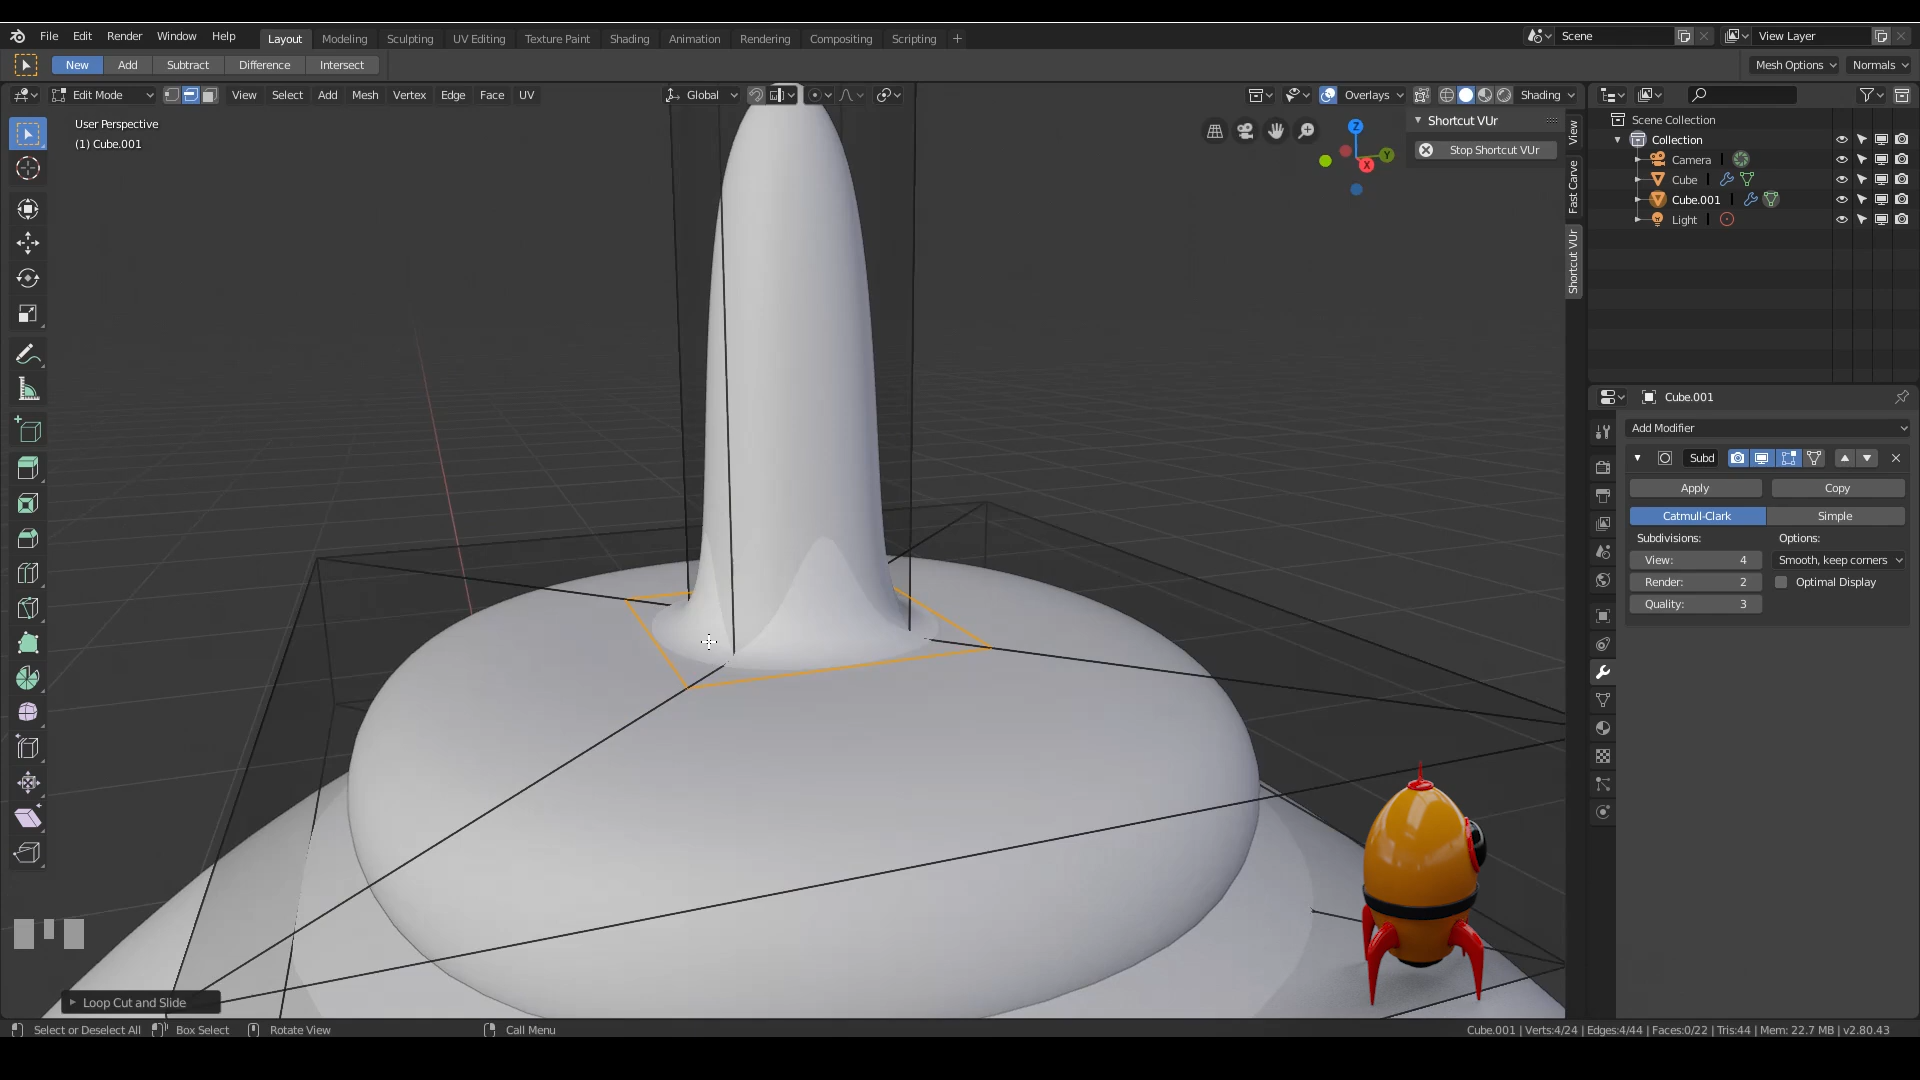 File Edit Render Window Help Layout Modeling Sculpting UV Editing Texture Paint Shading Animation Rendering Compositing Scripting + Scene View Layer
New Add Subtract Difference Intersect Mesh Options Normals
Edit Mode View Select Add Mesh Vertex Edge Face UV Global Overlays Shading
User Perspective
(1) Cube.001
Z
Y
X
Shortcut VUr
Stop Shortcut VUr
View
Fast Carve
Shortcut VUr
Scene Collection
Collection
Camera
Cube
Cube.001
Light
Cube.001
Add Modifier
Subd
Apply Copy
Catmull-Clark Simple
Subdivisions: Options:
View: 4 Smooth, keep corners
Render: 2 Optimal Display
Quality: 3
Loop Cut and Slide
Select or Deselect All Box Select Rotate View Call Menu Cube.001 | Verts:4/24 | Edges:4/44 | Faces:0/22 | Tris:44 | Mem: 22.7 MB | v2.80.43